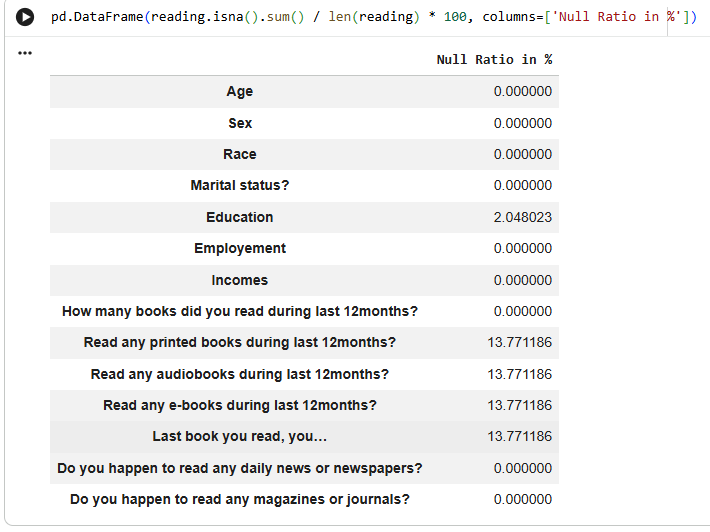 pd.DataFrame(reading.isna().sum() / len(reading) * 100, columns=['Null Ratio in %'])
Null Ratio in %
Age 0.000000
Sex 0.000000
Race 0.000000
Marital status? 0.000000
Education 2.048023
Employement 0.000000
Incomes 0.000000
How many books did you read during last 12months? 0.000000
Read any printed books during last 12months? 13.771186
Read any audiobooks during last 12months? 13.771186
Read any e-books during last 12months? 13.771186
Last book you read, you… 13.771186
Do you happen to read any daily news or newspapers? 0.000000
Do you happen to read any magazines or journals? 0.000000